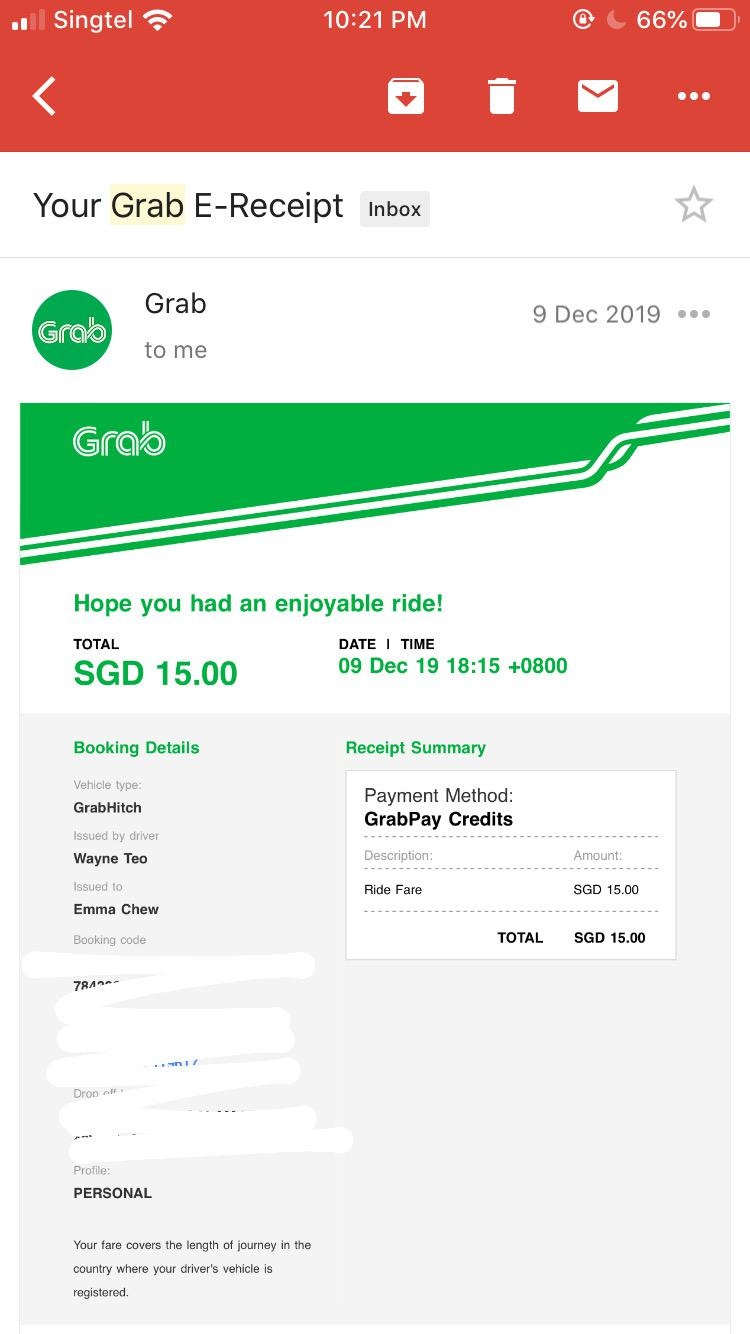 Singtel 10:21 PM 66%
Your Grab E-Receipt Inbox
Grab
Grab 9 Dec 2019
to me
Grab
Hope you had an enjoyable ride!
TOTAL DATE | TIME
SGD 15.00 09 Dec 19 18:15 +0800
Booking Details
Vehicle type:
GrabHitch
Issued by driver
Wayne Teo
Issued to
Emma Chew
Booking code
Drop off
Profile:
PERSONAL
Your fare covers the length of journey in the
country where your driver's vehicle is
registered.
Receipt Summary
Payment Method:
GrabPay Credits
Description: Amount:
Ride Fare SGD 15.00
TOTAL SGD 15.00